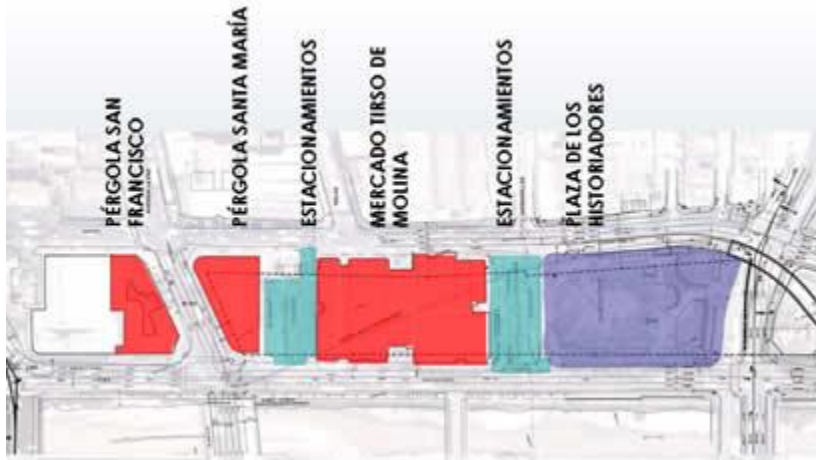 PÉRGOLA SAN
FRANCISCO
PÉRGOLA SANTA MARÍA
ESTACIONAMIENTOS
MERCADO TIRSO DE
MOLINA
ESTACIONAMIENTOS
PLAZA DE LOS
HISTORIADORES